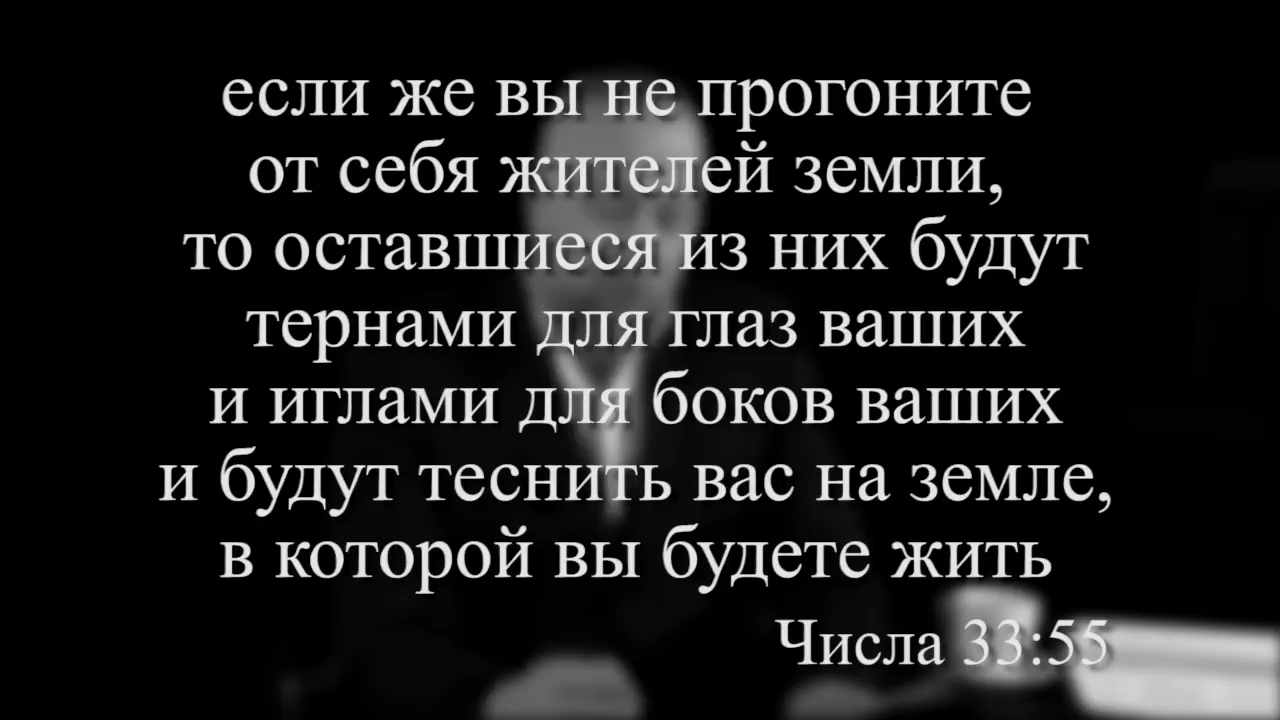 если же вы не прогоните
от себя жителей земли,
то оставшиеся из них будут
тернами для глаз ваших
и иглами для боков ваших
и будут теснить вас на земле,
в которой вы будете жить
Числа 33:55